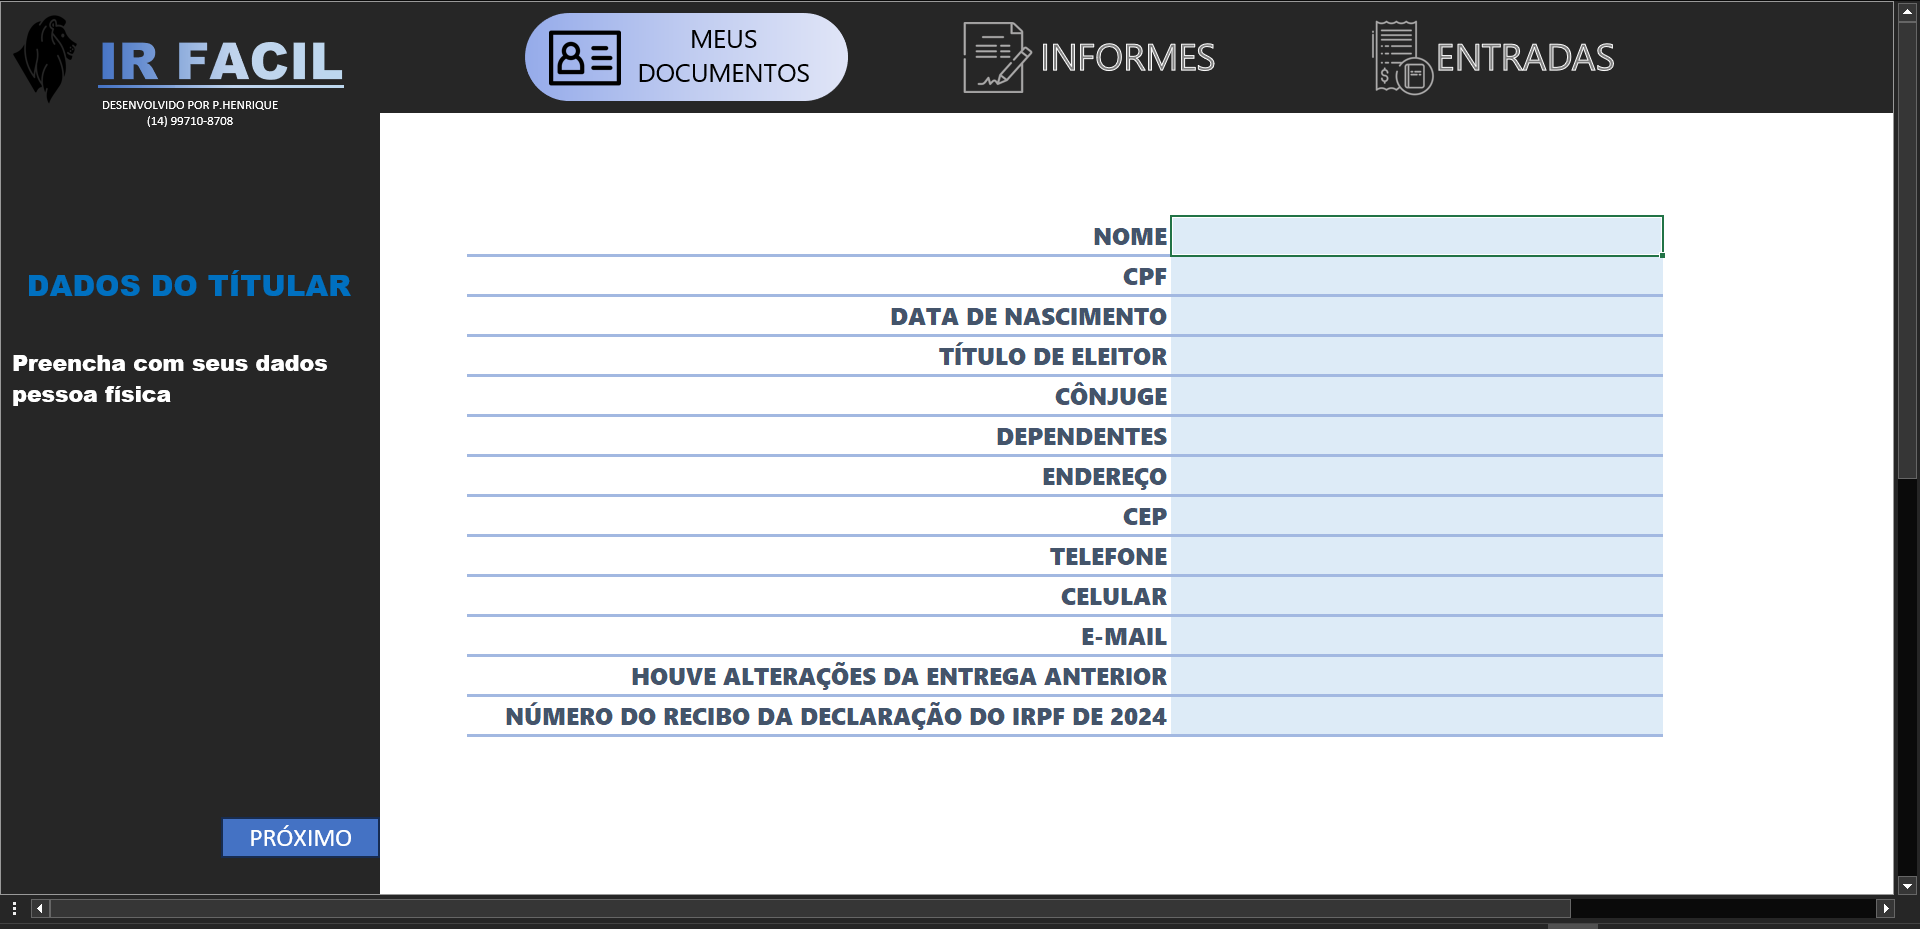 IR FACIL
DESENVOLVIDO POR P.HENRIQUE
(14) 99710-8708
MEUS
DOCUMENTOS
INFORMES
$
ENTRADAS
DADOS DO TÍTULAR
Preencha com seus dados
pessoa física
NOME
CPF
DATA DE NASCIMENTO
TÍTULO DE ELEITOR
CÔNJUGE
DEPENDENTES
ENDEREÇO
CEP
TELEFONE
CELULAR
E-MAIL
HOUVE ALTERAÇÕES DA ENTREGA ANTERIOR
NÚMERO DO RECIBO DA DECLARAÇÃO DO IRPF DE 2024
PRÓXIMO